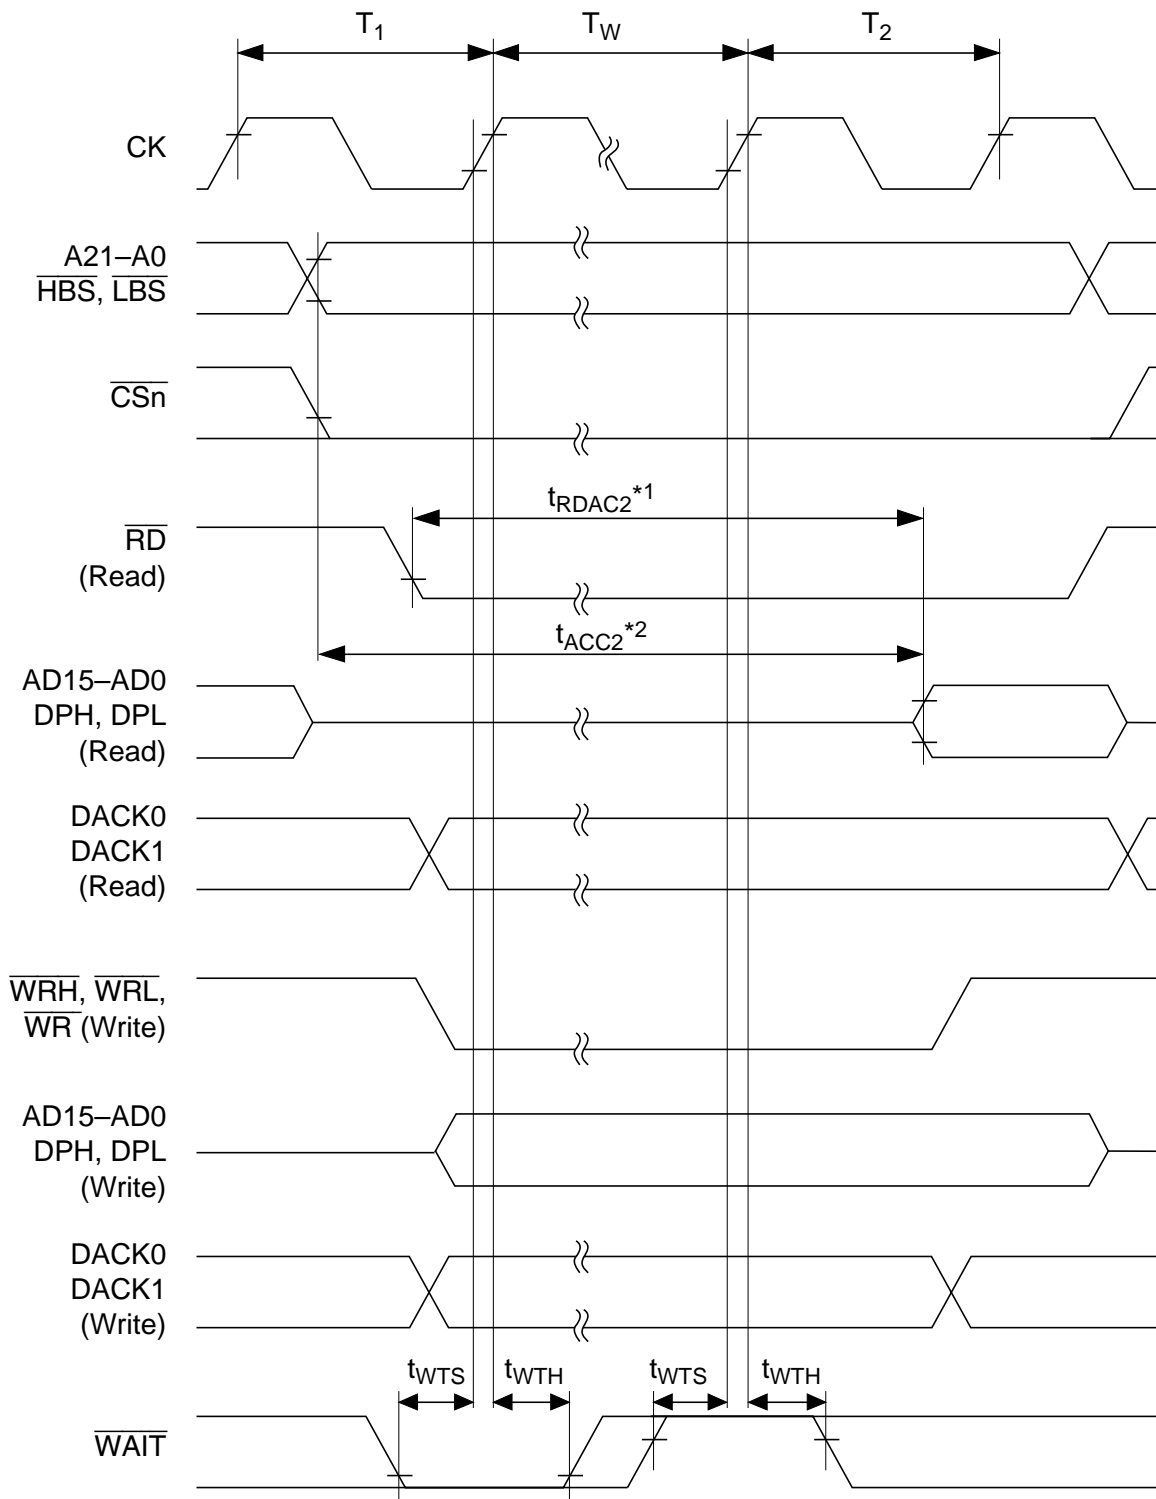 T1 TW T2
CK
A21–A0
HBS, LBS
CSn
tRDAC2*1
RD
(Read)
tACC2*2
AD15–AD0
DPH, DPL
(Read)
DACK0
DACK1
(Read)
WRH, WRL,
WR (Write)
AD15–AD0
DPH, DPL
(Write)
DACK0
DACK1
(Write)
tWTS tWTH tWTS tWTH
WAIT